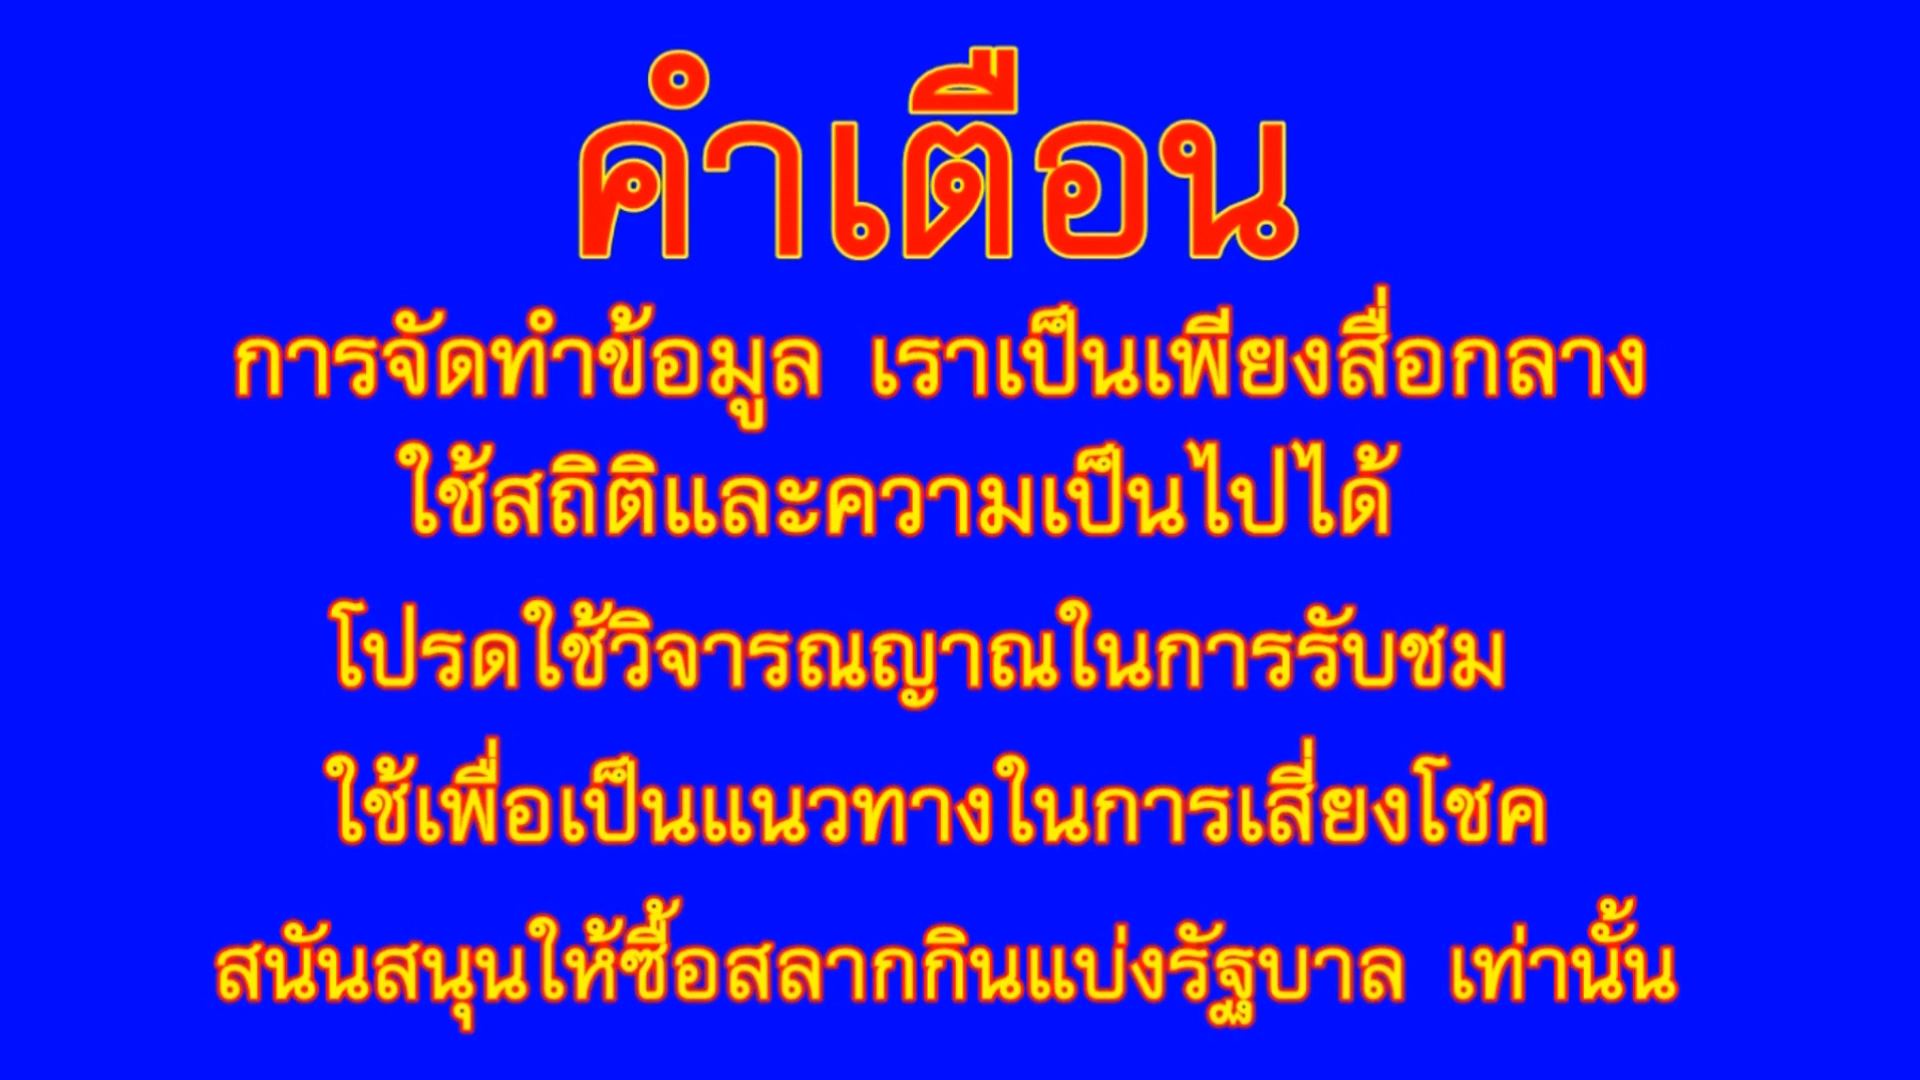 คำเตือน
การจัดทำข้อมูล เราเป็นเพียงสื่อกลาง
ใช้สถิติและความเป็นไปได้
โปรดใช้วิจารณญาณในการรับชม
ใช้เพื่อเป็นแนวทางในการเสี่ยงโชค
สนันสนุนให้ซื้อสลากกินแบ่งรัฐบาล เท่านั้น